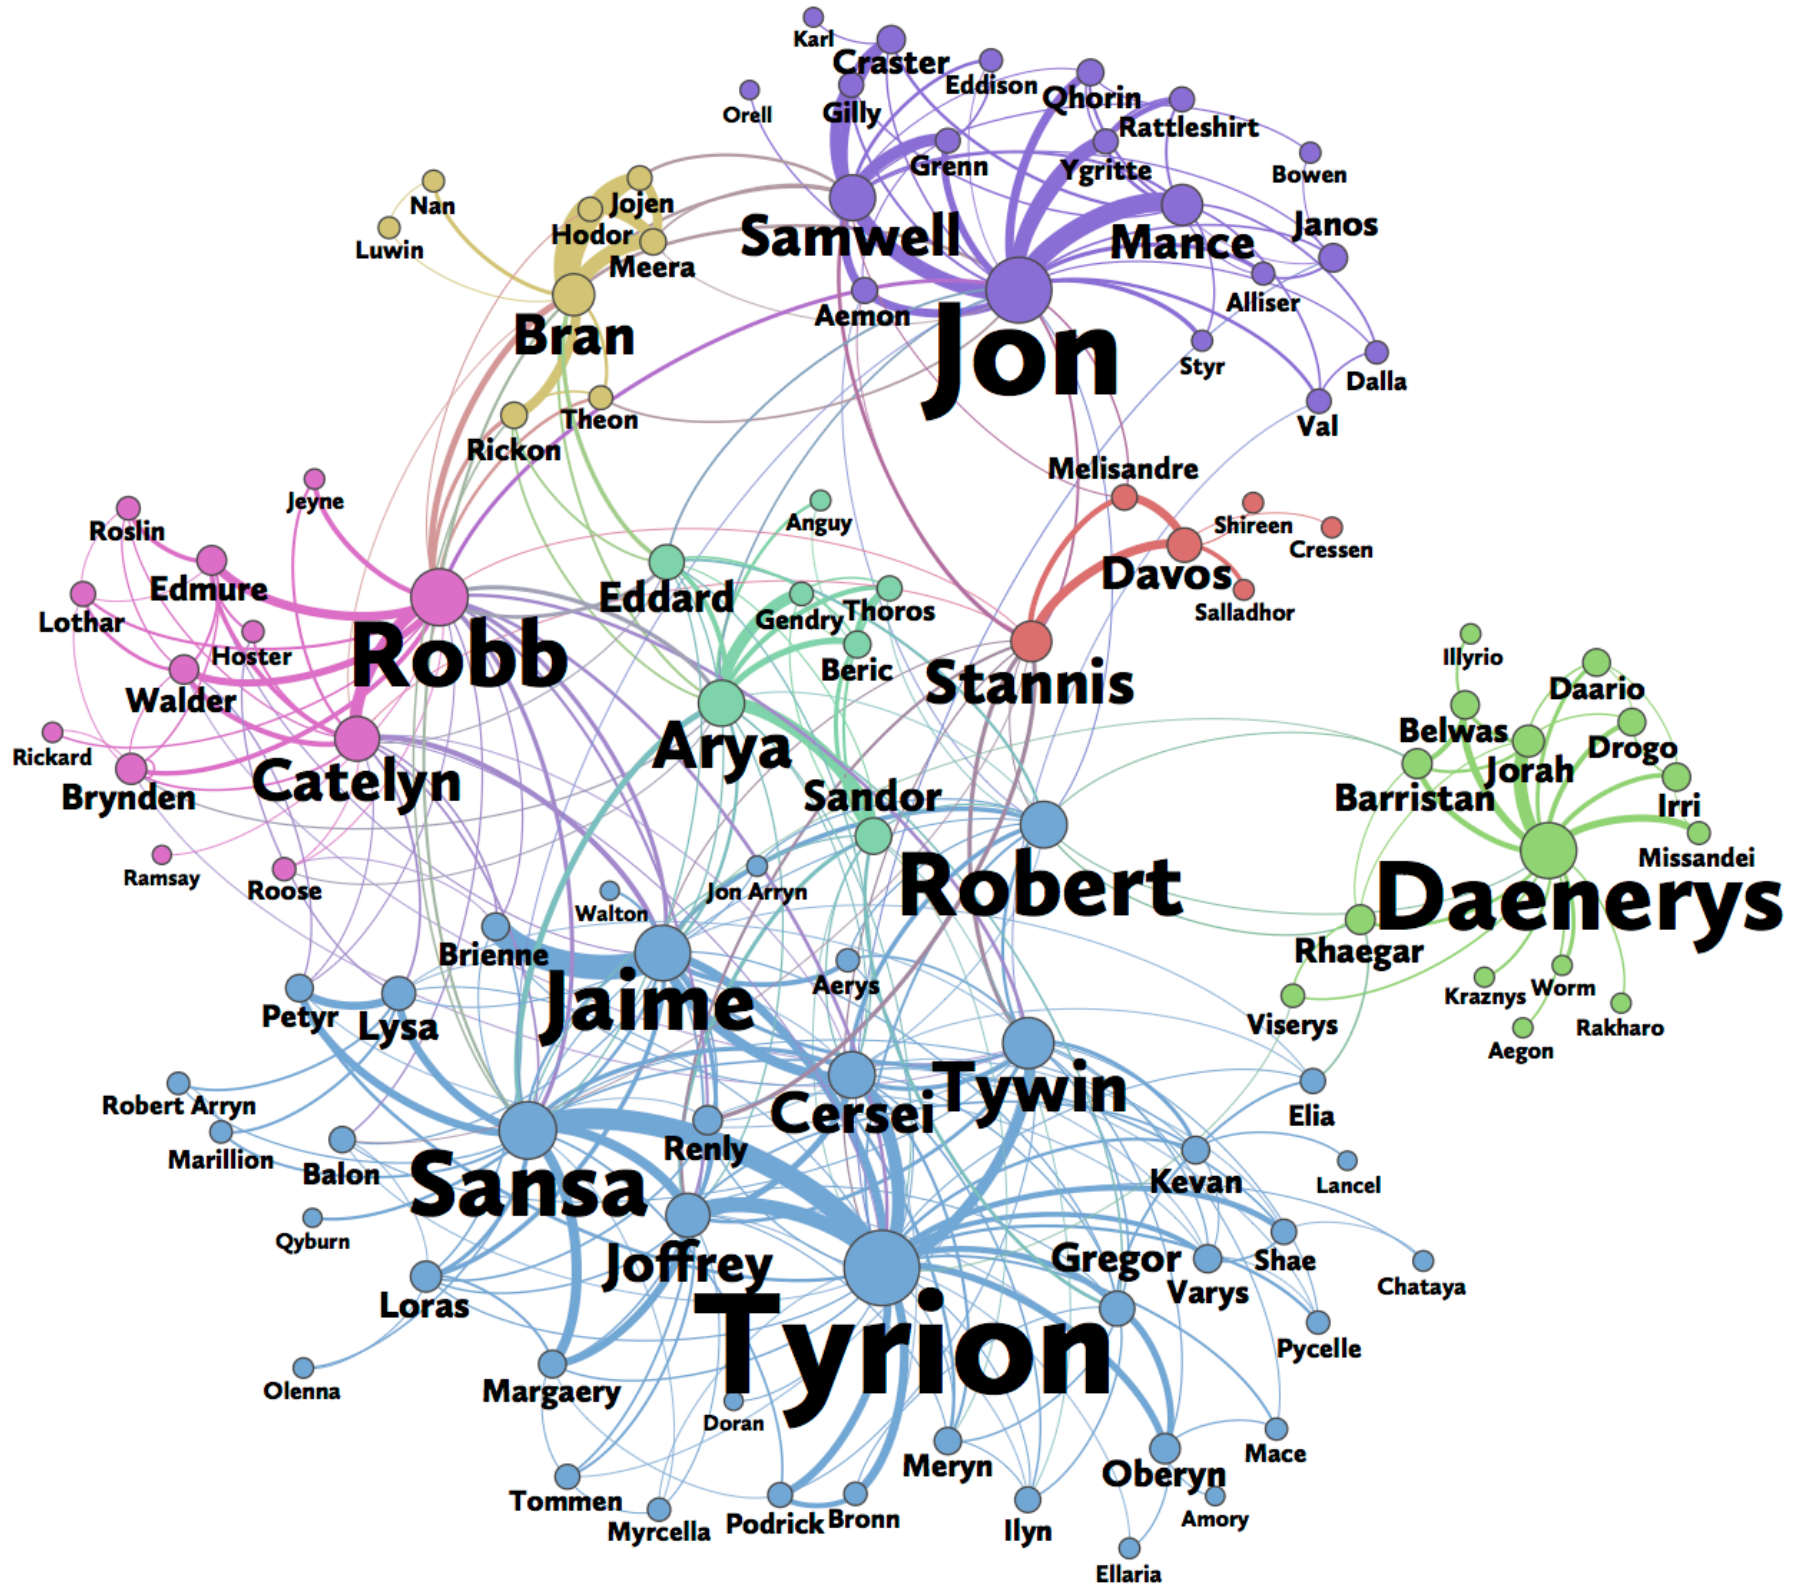 Karl
Craster
Eddison
Qhorin
Orell
Gilly
Rattleshirt
Grenn
Ygritte
Bowen
Nan
Jojen
Luwin
Hodor
Meera
Samwell
Mance
Janos
Alliser
Aemon
Bran
Jon
Styr
Dalla
Theon
Val
Rickon
Melisandre
Jeyne
Roslin
Anguy
Shireen
Cressen
Edmure
Eddard
Davos
Lothar
Gendry
Thoros
Salladhor
Hoster
Robb
Beric
Stannis
Illyrio
Walder
Daario
Arya
Belwas
Drogo
Rickard
Catelyn
Jorah
Brynden
Sandor
Barristan
Irri
Missandei
Ramsay
Roose
Jon Arryn
Robert
Daenerys
Walton
Brienne
Rhaegar
Jaime
Aerys
Kraznys
Worm
Petyr
Lysa
Viserys
Rakharo
Aegon
Robert Arryn
Cersei
Tywin
Elia
Marillion
Balon
Renly
Sansa
Kevan
Lancel
Qyburn
Joffrey
Gregor
Shae
Varys
Chataya
Loras
Tyrion
Pycelle
Olenna
Margaery
Doran
Meryn
Mace
Oberyn
Tommen
Myrcella
Podrick
Bronn
Ilyn
Amory
Ellaria